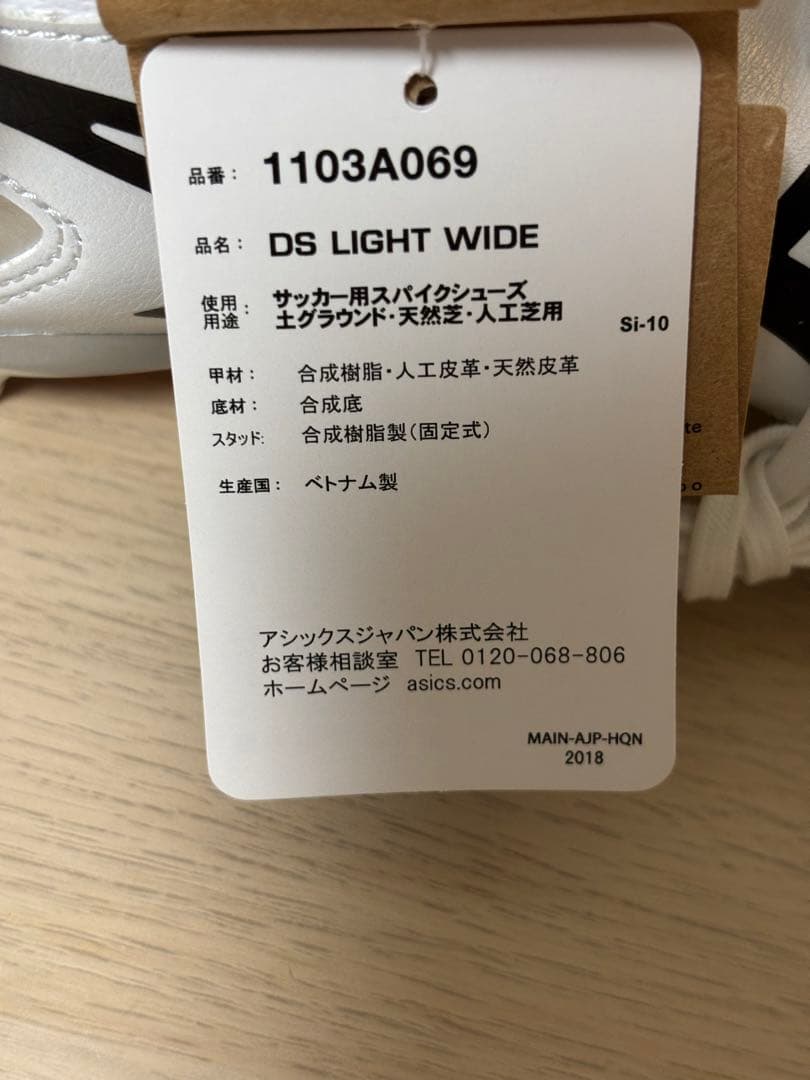 品番： 1103A069
品名： DS LIGHT WIDE
使用用途： サッカー用スパイクシューズ
土グラウンド・天然芝・人工芝用
Si-10
甲材： 合成樹脂・人工皮革・天然皮革
底材： 合成底
スタッド: 合成樹脂製（固定式）
生産国： ベトナム製
アシックスジャパン株式会社
お客様相談室 TEL 0120-068-806
ホームページ asics.com
MAIN-AJP-HQN
2018